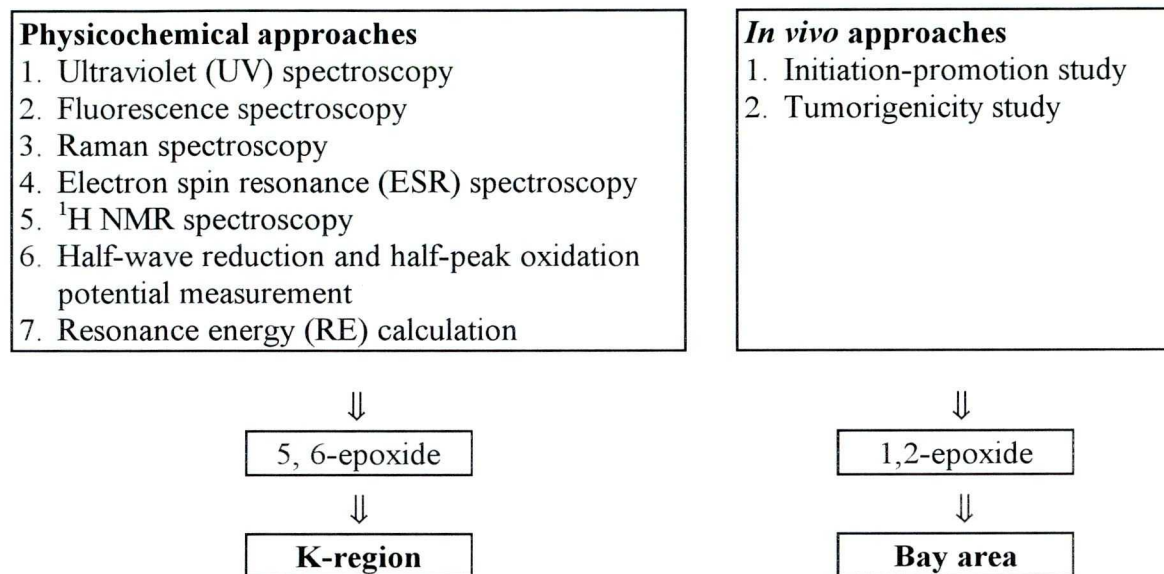 Physicochemical approaches
1. Ultraviolet (UV) spectroscopy
2. Fluorescence spectroscopy
3. Raman spectroscopy
4. Electron spin resonance (ESR) spectroscopy
5. ¹H NMR spectroscopy
6. Half-wave reduction and half-peak oxidation
potential measurement
7. Resonance energy (RE) calculation
In vivo approaches
1. Initiation-promotion study
2. Tumorigenicity study
⇓
5, 6-epoxide
⇓
K-region
⇓
1,2-epoxide
⇓
Bay area